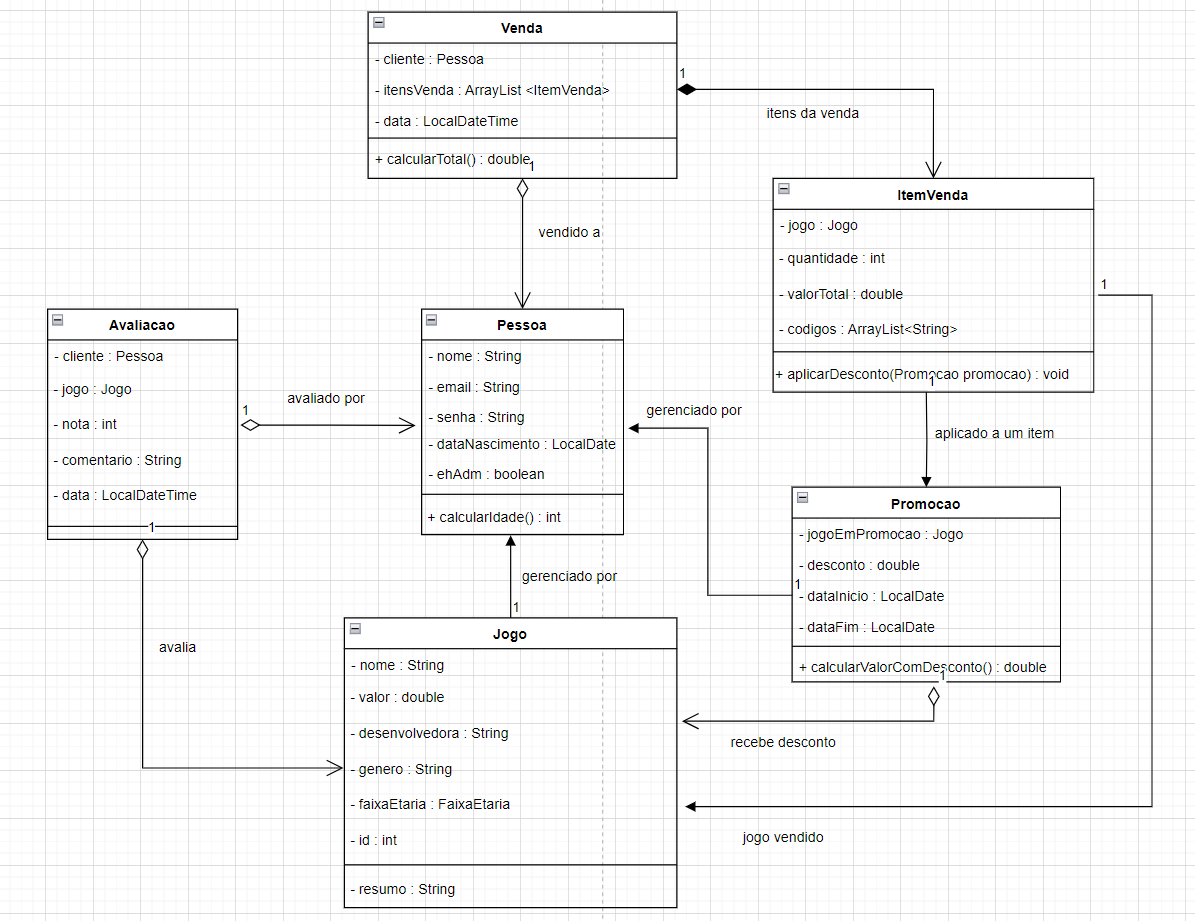 Venda
- cliente : Pessoa
- itensVenda : ArrayList <ItemVenda>
- data : LocalDateTime
+ calcularTotal() : double
1
1
itens da venda
vendido a
ItemVenda
- jogo : Jogo
- quantidade : int
- valorTotal : double
- codigos : ArrayList<String>
+ aplicarDesconto(Promocao promocao) : void
1
1
Avaliacao
- cliente : Pessoa
- jogo : Jogo
- nota : int
- comentario : String
- data : LocalDateTime
1
1
avaliado por
Pessoa
- nome : String
- email : String
- senha : String
- dataNascimento : LocalDate
- ehAdm : boolean
+ calcularIdade() : int
gerenciado por
aplicado a um item
Promocao
- jogoEmPromocao : Jogo
- desconto : double
- dataInicio : LocalDate
- dataFim : LocalDate
+ calcularValorComDesconto() : double
1
1
gerenciado por
1
avalia
Jogo
- nome : String
- valor : double
- desenvolvedora : String
- genero : String
- faixaEtaria : FaixaEtaria
- id : int
- resumo : String
recebe desconto
jogo vendido